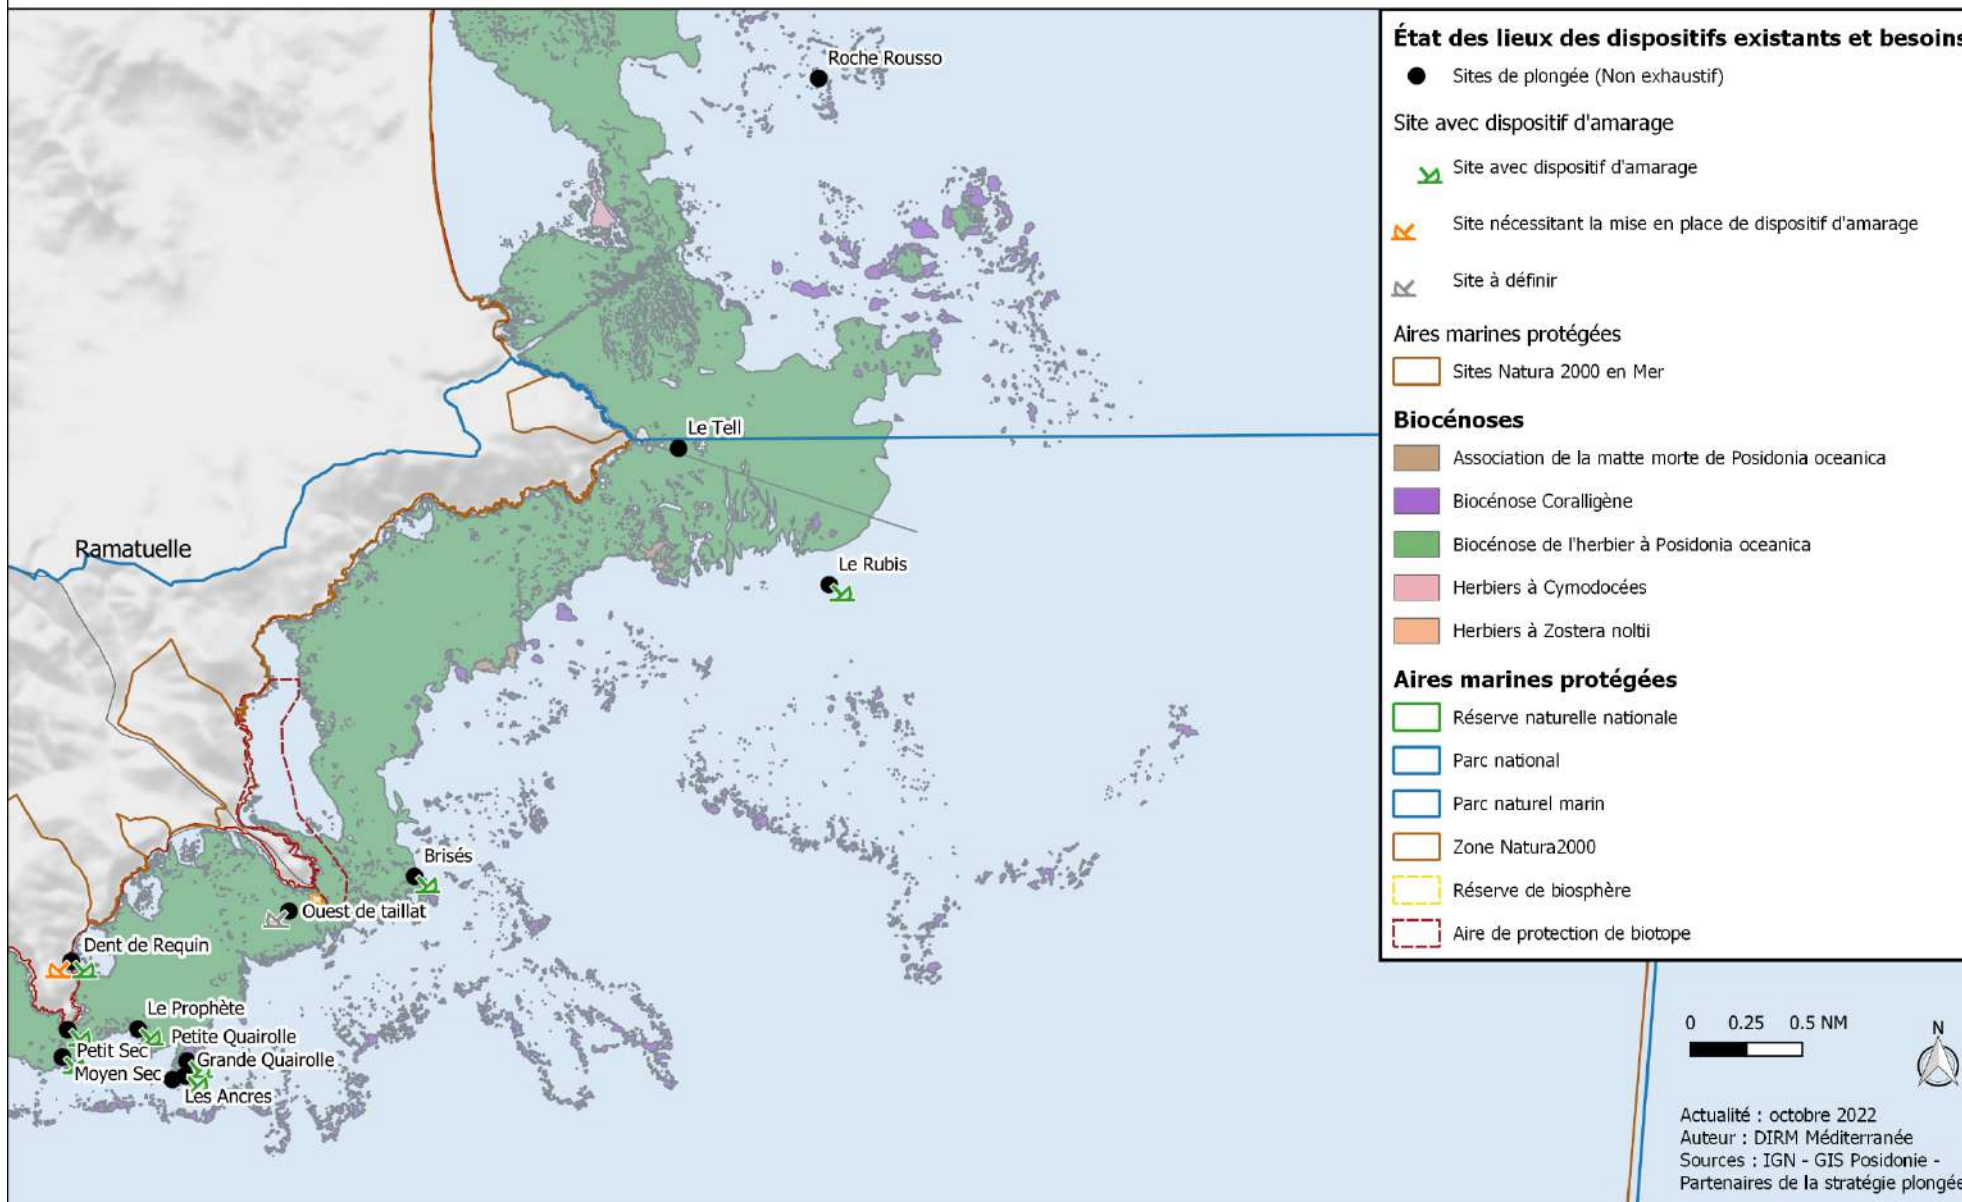 Roche Rousso
Le Tell
Ramatuelle
Le Rubis
Brisés
Ouest de taillat
Dent de Requin
Le Prophète
Petite Quairolle
Petit Sec
Grande Quairolle
Moyen Sec
Les Ancres
État des lieux des dispositifs existants et besoins
Sites de plongée (Non exhaustif)
Site avec dispositif d'amarage
Site avec dispositif d'amarage
Site nécessitant la mise en place de dispositif d'amarage
Site à définir
Aires marines protégées
Sites Natura 2000 en Mer
Biocénoses
Association de la matte morte de Posidonia oceanica
Biocénose Coralligène
Biocénose de l'herbier à Posidonia oceanica
Herbiers à Cymodocées
Herbiers à Zostera noltii
Aires marines protégées
Réserve naturelle nationale
Parc national
Parc naturel marin
Zone Natura2000
Réserve de biosphère
Aire de protection de biotope
0 0.25 0.5 NM
N
Actualité : octobre 2022
Auteur : DIRM Méditerranée
Sources : IGN - GIS Posidonie -
Partenaires de la stratégie plongée